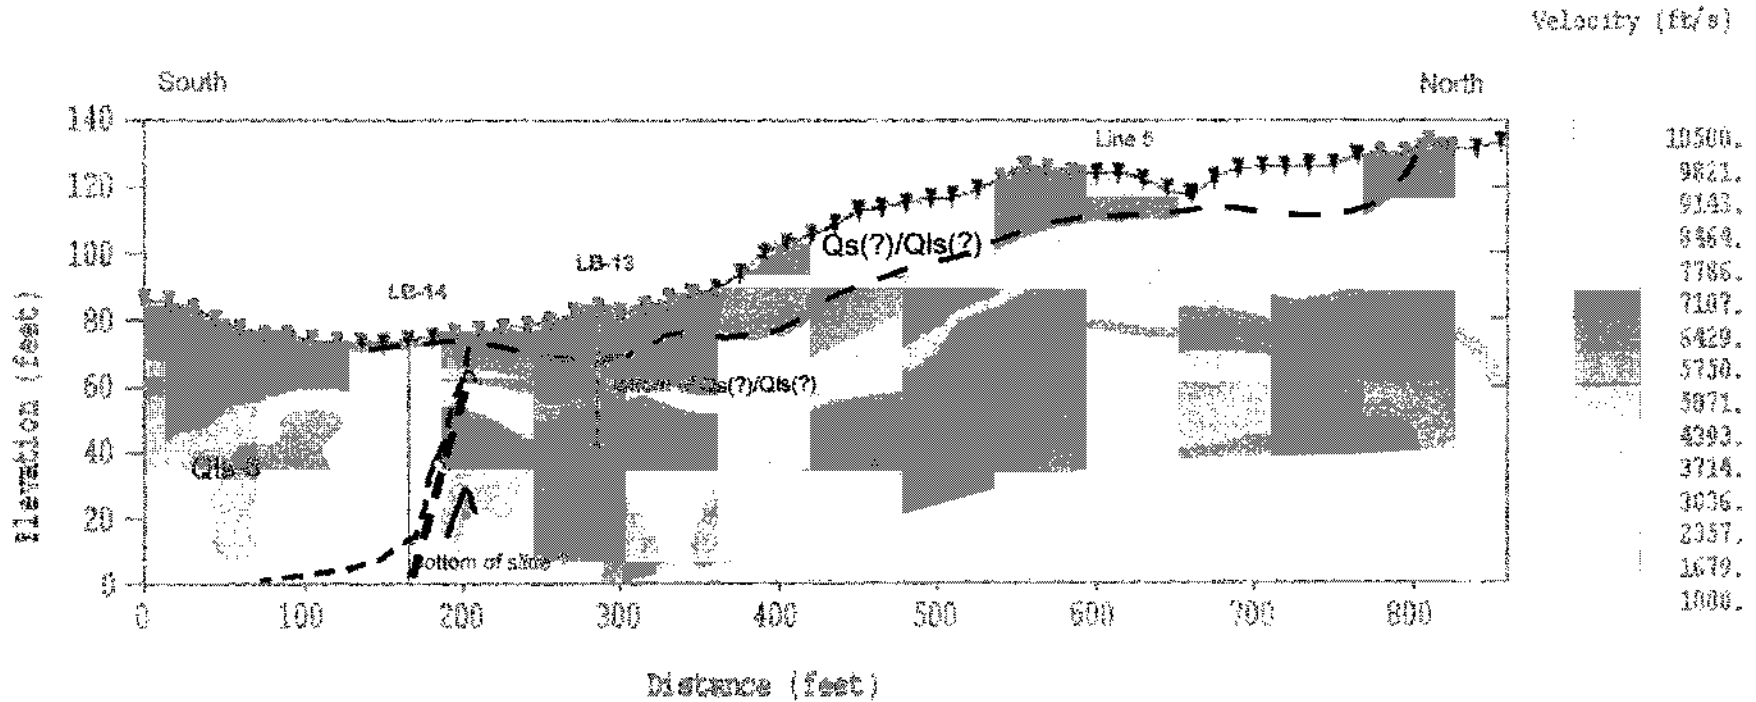 Velocity (ft/s)
South
North
140
120
100
80
60
40
20
0
Elevation (feet)
Line 5
LB-13
LB-14
Qs(?)/Qls(?)
bottom of Qs(?)/Qls(?)
bottom of slide ?
10500.
9821.
9143.
8464.
7786.
7107.
6429.
5750.
5071.
4393.
3714.
3036.
2357.
1679.
1000.
0
100
200
300
400
500
600
700
800
Distance (feet)